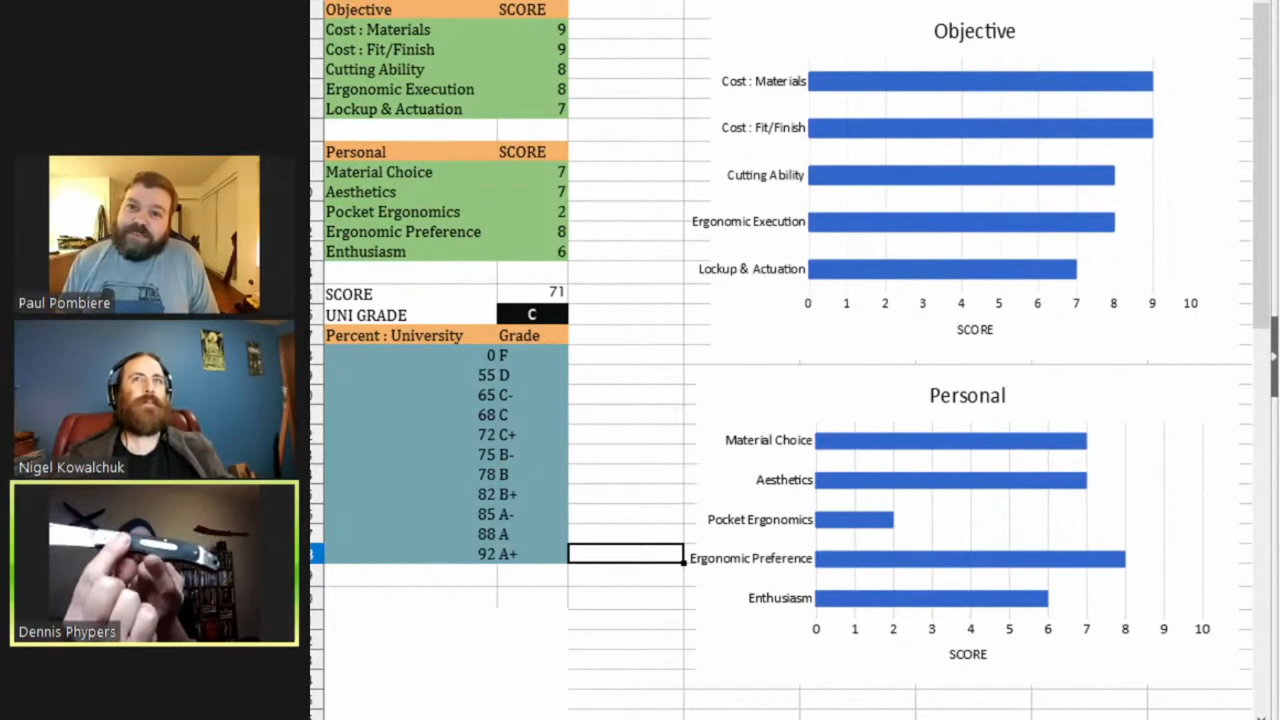 Objective SCORE
Cost : Materials 9
Cost : Fit/Finish 9
Cutting Ability 8
Ergonomic Execution 8
Lockup & Actuation 7
Personal SCORE
Material Choice 7
Aesthetics 7
Pocket Ergonomics 2
Ergonomic Preference 8
Enthusiasm 6
SCORE 71
UNI GRADE C
Percent : University Grade
0 F
55 D
65 C-
68 C
72 C+
75 B-
78 B
82 B+
85 A-
88 A
92 A+
Objective
Cost : Materials
Cost : Fit/Finish
Cutting Ability
Ergonomic Execution
Lockup & Actuation
0 1 2 3 4 5 6 7 8 9 10
SCORE
Personal
Material Choice
Aesthetics
Pocket Ergonomics
Ergonomic Preference
Enthusiasm
0 1 2 3 4 5 6 7 8 9 10
SCORE
Paul Pombiere
Nigel Kowalchuk
Dennis Phypers